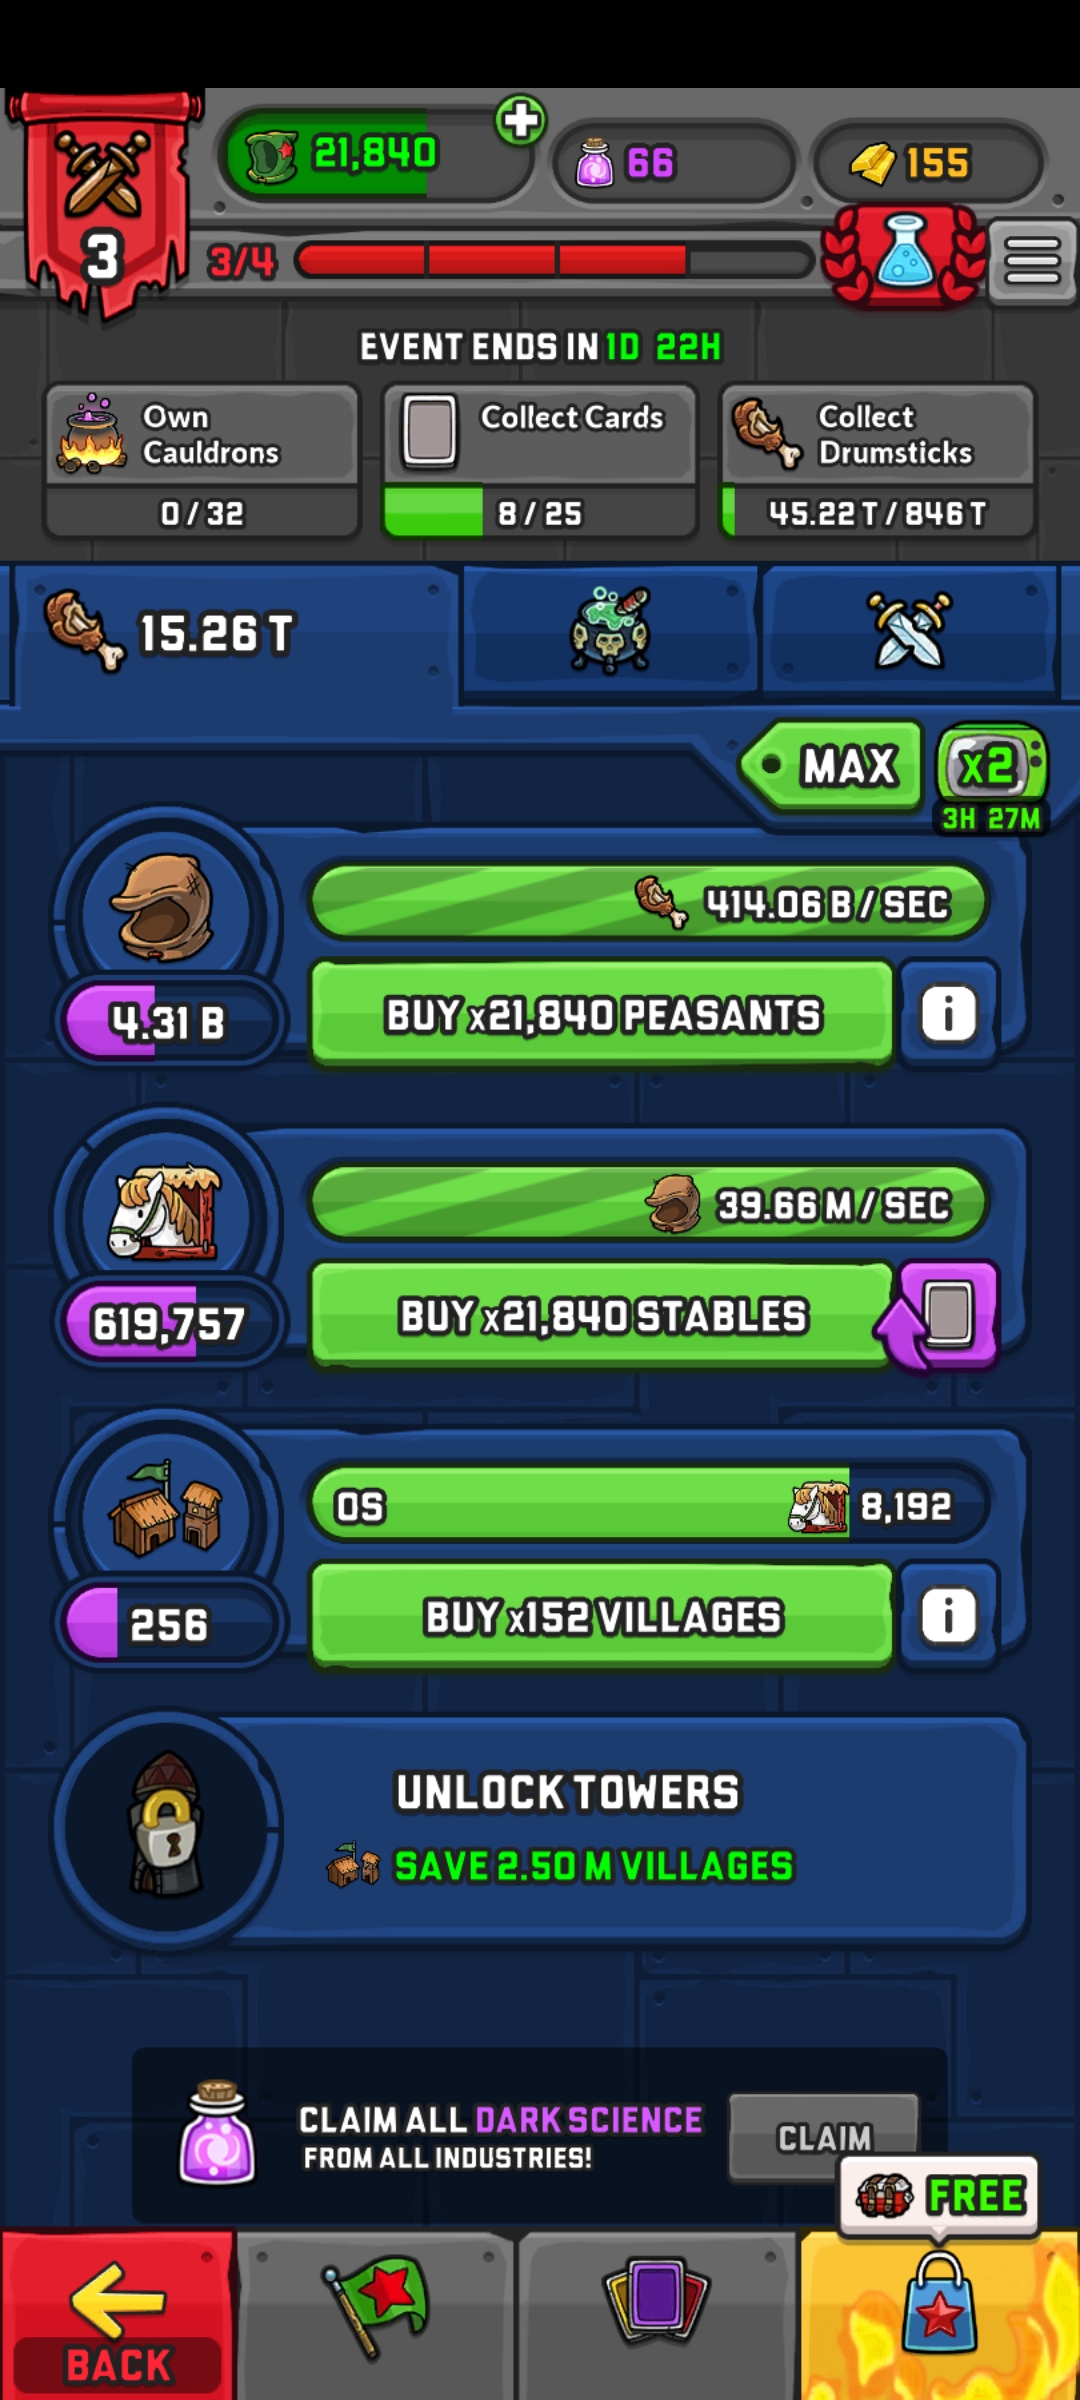 21,840
66
155
3
3/4
EVENT ENDS IN 1D 22H
Own
Cauldrons
0/32
Collect Cards
8/25
Collect
Drumsticks
45.22 T/846 T
15.26 T
MAX
x2
3H 27M
414.06 B/SEC
4.31 B
BUY x21,840 PEASANTS
i
39.66 M/SEC
619,757
BUY x21,840 STABLES
0S
8,192
256
BUY x152 VILLAGES
i
UNLOCK TOWERS
SAVE 2.50 M VILLAGES
CLAIM ALL DARK SCIENCE
FROM ALL INDUSTRIES!
CLAIM
FREE
BACK